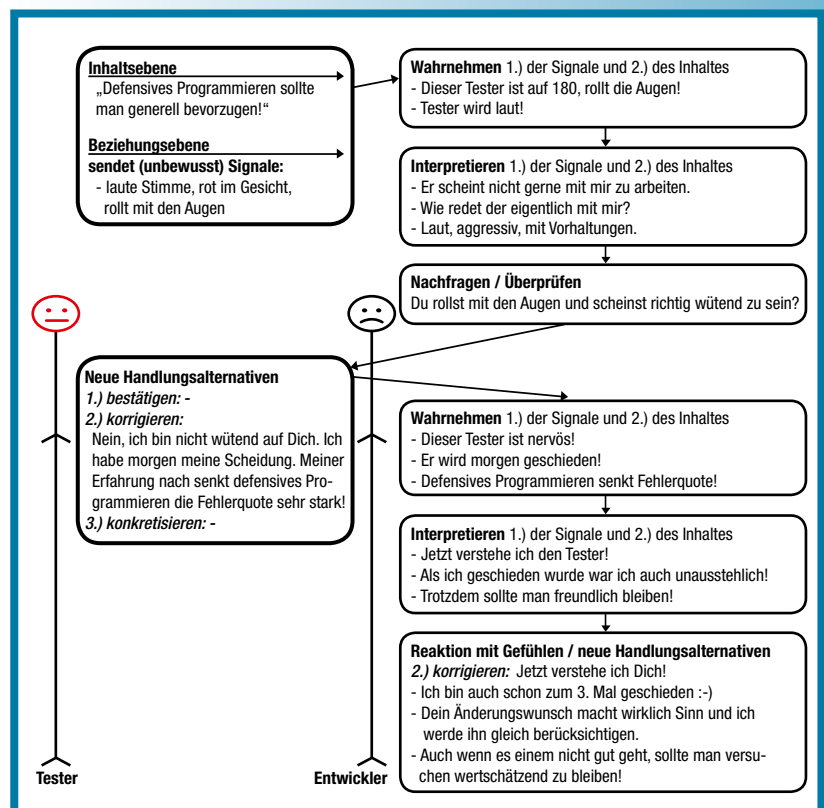 Inhaltsebene
„Defensives Programmieren sollte
man generell bevorzugen!“
Beziehungsebene
sendet (unbewusst) Signale:
- laute Stimme, rot im Gesicht,
rollt mit den Augen
Wahrnehmen 1.) der Signale und 2.) des Inhaltes
- Dieser Tester ist auf 180, rollt die Augen!
- Tester wird laut!
Interpretieren 1.) der Signale und 2.) des Inhaltes
- Er scheint nicht gerne mit mir zu arbeiten.
- Wie redet der eigentlich mit mir?
- Laut, aggressiv, mit Vorhaltungen.
Nachfragen / Überprüfen
Du rollst mit den Augen und scheinst richtig wütend zu sein?
Neue Handlungsalternativen
1.) bestätigen: -
2.) korrigieren:
Nein, ich bin nicht wütend auf Dich. Ich
habe morgen meine Scheidung. Meiner
Erfahrung nach senkt defensives Pro-
grammieren die Fehlerquote sehr stark!
3.) konkretisieren: -
Wahrnehmen 1.) der Signale und 2.) des Inhaltes
- Dieser Tester ist nervös!
- Er wird morgen geschieden!
- Defensives Programmieren senkt Fehlerquote!
Interpretieren 1.) der Signale und 2.) des Inhaltes
- Jetzt verstehe ich den Tester!
- Als ich geschieden wurde war ich auch unausstehlich!
- Trotzdem sollte man freundlich bleiben!
Reaktion mit Gefühlen / neue Handlungsalternativen
2.) korrigieren: Jetzt verstehe ich Dich!
- Ich bin auch schon zum 3. Mal geschieden :-)
- Dein Änderungswunsch macht wirklich Sinn und ich
werde ihn gleich berücksichtigen.
- Auch wenn es einem nicht gut geht, sollte man versu-
chen wertschätzend zu bleiben!
Tester
Entwickler